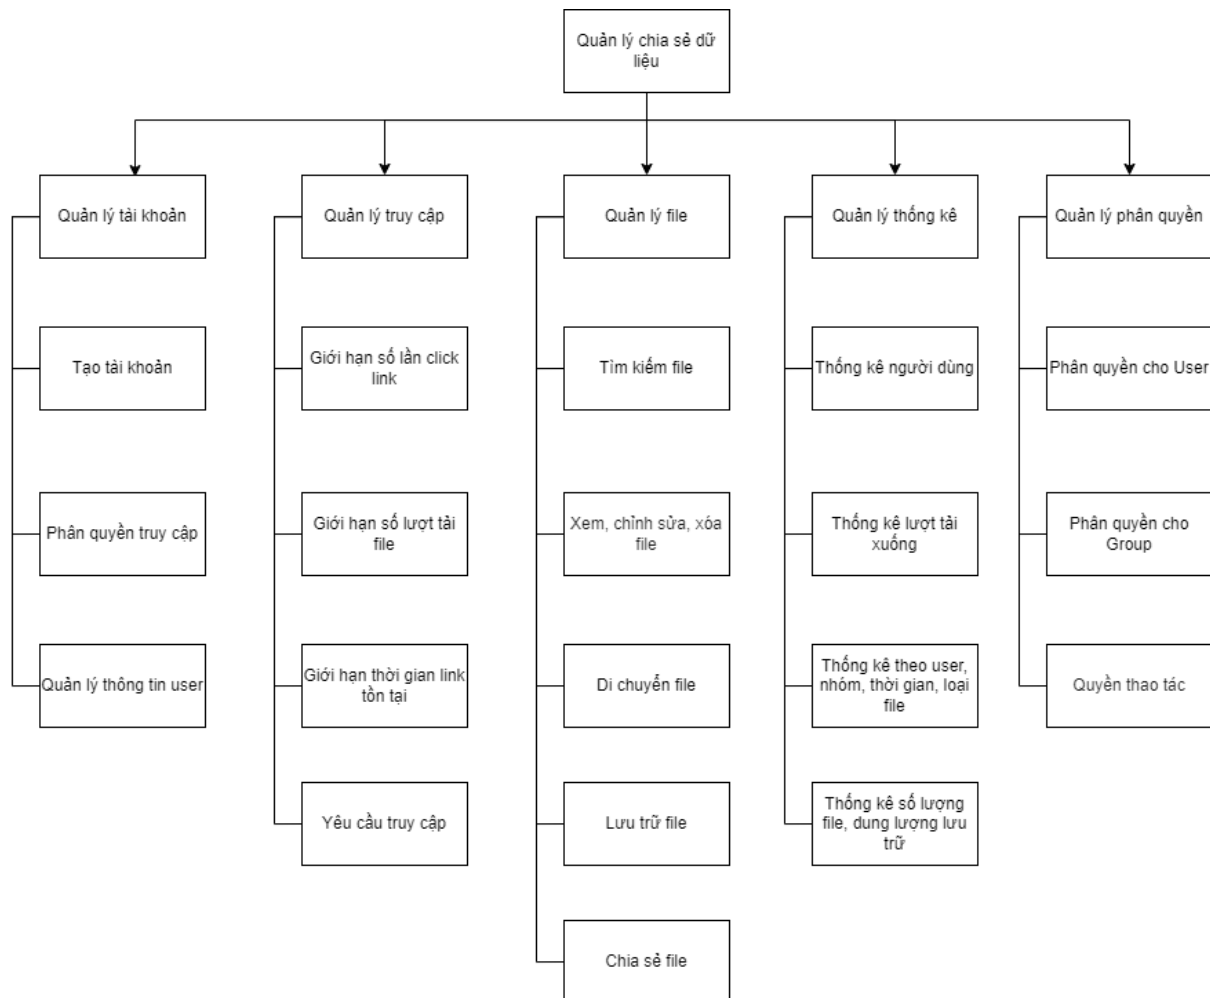 Quản lý chia sẻ dữ
liệu
Quản lý tài khoản
Quản lý truy cập
Quản lý file
Quản lý thống kê
Quản lý phân quyền
Tạo tài khoản
Giới hạn số lần click
link
Tìm kiếm file
Thống kê người dùng
Phân quyền cho User
Phân quyền truy cập
Giới hạn số lượt tải
file
Xem, chỉnh sửa, xóa
file
Thống kê lượt tải
xuống
Phân quyền cho
Group
Quản lý thông tin user
Giới hạn thời gian link
tồn tại
Di chuyển file
Thống kê theo user,
nhóm, thời gian, loại
file
Quyền thao tác
Yêu cầu truy cập
Lưu trữ file
Thống kê số lượng
file, dung lượng lưu
trữ
Chia sẻ file